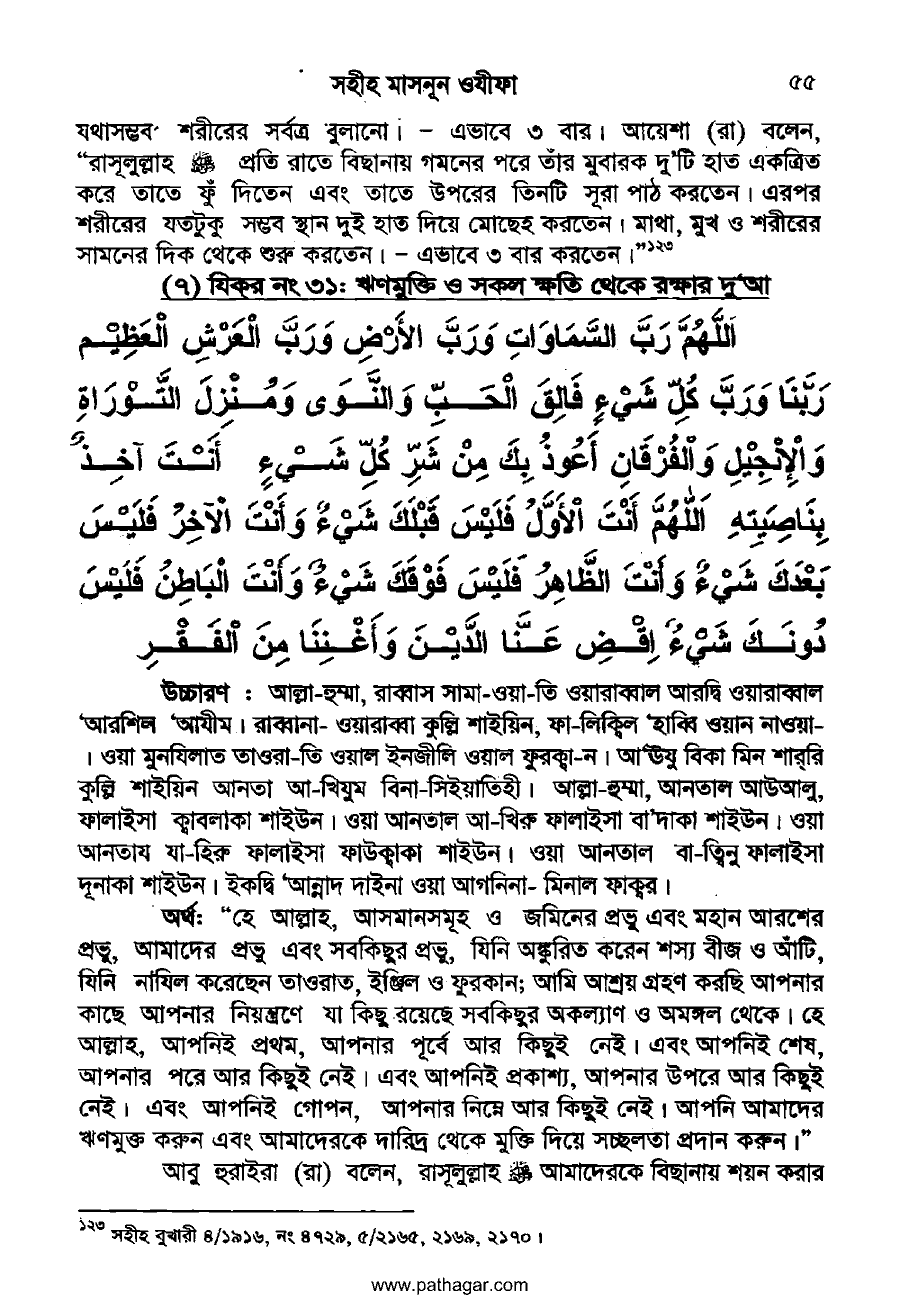 সহীহ মাসনূন ওযীফা ৫৫
যথাসম্ভব শরীরের সর্বত্র বুলানো। – এভাবে ৩ বার। আয়েশা (রা) বলেন,
“রাসূলুল্লাহ ﷺ প্রতি রাতে বিছানায় গমনের পরে তাঁর মুবারক দু’টি হাত একত্রিত
করে তাতে ফুঁ দিতেন এবং তাতে উপরের তিনটি সূরা পাঠ করতেন। এরপর
শরীরের যতটুকু সম্ভব স্থান দুই হাত দিয়ে মোছেহ করতেন। মাথা, মুখ ও শরীরের
সামনের দিক থেকে শুরু করতেন। – এভাবে ৩ বার করতেন।”¹²³
(৭) যিকর নং ৩১: ঋণমুক্তি ও সকল ক্ষতি থেকে রক্ষার দু‘আ
اَللَّهُمَّ رَبَّ السَّمَاوَاتِ وَرَبَّ الأَرْضِ وَرَبَّ الْعَرْشِ الْعَظِيْمِ
رَبَّنَا وَرَبَّ كُلِّ شَيْءٍ فَالِقَ الْحَبِّ وَالنَّوَى وَمُنْزِلَ التَّوْرَاةِ
وَالْإِنْجِيْلِ وَالْفُرْقَانِ أَعُوذُ بِكَ مِنْ شَرِّ كُلِّ شَيْءٍ أَنْتَ آخِذٌ
بِنَاصِيَتِهِ اَللَّهُمَّ أَنْتَ الْأَوَّلُ فَلَيْسَ قَبْلَكَ شَيْءٌ وَأَنْتَ الْآخِرُ فَلَيْسَ
بَعْدَكَ شَيْءٌ وَأَنْتَ الظَّاهِرُ فَلَيْسَ فَوْقَكَ شَيْءٌ وَأَنْتَ الْبَاطِنُ فَلَيْسَ
دُونَكَ شَيْءٌ اِقْضِ عَنَّا الدَّيْنَ وَأَغْنِنَا مِنَ الْفَقْرِ
উচ্চারণ : আল্লা-হুম্মা, রাব্বাস সামা-ওয়া-তি ওয়ারাব্বাল আরদ্বি ওয়ারাব্বাল
‘আরশিল ‘আযীম। রাব্বানা- ওয়ারাব্বা কুল্লি শাইয়িন, ফা-লিক্বিল ‘হাব্বি ওয়ান নাওয়া-
। ওয়া মুনযিলাত তাওরা-তি ওয়াল ইনজীলি ওয়াল ফুরক্বা-ন। আ‘ঊযু বিকা মিন শার্‌রি
কুল্লি শাইয়িন আনতা আ-খিযুম বিনা-সিইয়াতিহী। আল্লা-হুম্মা, আনতাল আউআলু,
ফালাইসা ক্বাবলাকা শাইউন। ওয়া আনতাল আ-খিরু ফালাইসা বা’দাকা শাইউন। ওয়া
আনতায যা-হিরু ফালাইসা ফাউক্বাকা শাইউন। ওয়া আনতাল বা-ত্বিনু ফালাইসা
দূনাকা শাইউন। ইকদ্বি ‘আন্নাদ দাইনা ওয়া আগনিনা- মিনাল ফাক্বর।
অর্থ: “হে আল্লাহ, আসমানসমূহ ও জমিনের প্রভু এবং মহান আরশের
প্রভু, আমাদের প্রভু এবং সবকিছুর প্রভু, যিনি অঙ্কুরিত করেন শস্য বীজ ও আঁটি,
যিনি নাযিল করেছেন তাওরাত, ইঞ্জিল ও ফুরকান; আমি আশ্রয় গ্রহণ করছি আপনার
কাছে আপনার নিয়ন্ত্রণে যা কিছু রয়েছে সবকিছুর অকল্যাণ ও অমঙ্গল থেকে। হে
আল্লাহ, আপনিই প্রথম, আপনার পূর্বে আর কিছুই নেই। এবং আপনিই শেষ,
আপনার পরে আর কিছুই নেই। এবং আপনিই প্রকাশ্য, আপনার উপরে আর কিছুই
নেই। এবং আপনিই গোপন, আপনার নিম্নে আর কিছুই নেই। আপনি আমাদের
ঋণমুক্ত করুন এবং আমাদেরকে দারিদ্র থেকে মুক্তি দিয়ে সচ্ছলতা প্রদান করুন।”
আবু হুরাইরা (রা) বলেন, রাসূলুল্লাহ ﷺ আমাদেরকে বিছানায় শয়ন করার
১২৩ সহীহ বুখারী ৪/১৯১৬, নং ৪৭২৯, ৫/২১৬৫, ২১৬৯, ২১৭০।
www.pathagar.com